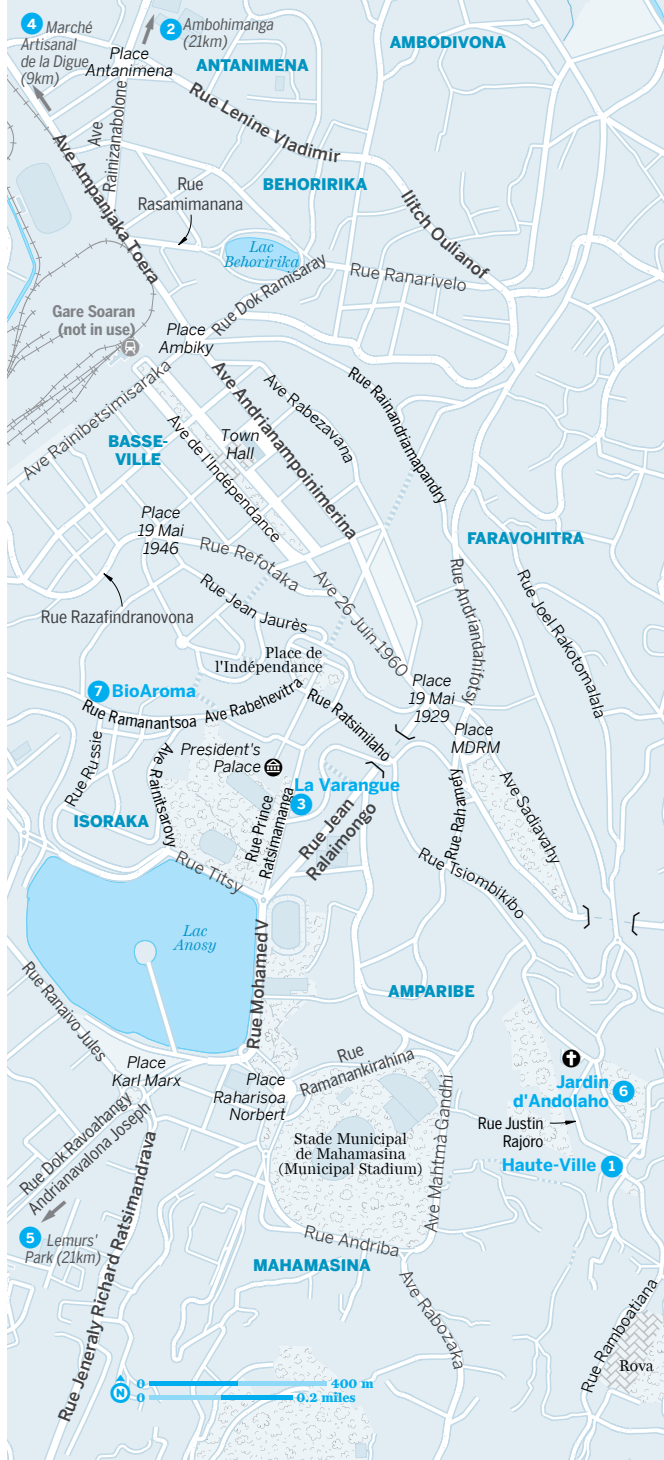 4 Marché
Artisanal
de la Digue
(9km)
2 Ambohimanga
(21km)
Place
Antanimena
ANTANIMENA
AMBODIVONA
Rue Lenine Vladimir
Ilitch Oulianof
Ave
Rainizanabolone
Ave Ampanjaka Toera
BEHORIRIKA
Rue
Rasamimanana
Lac
Behoririka
Rue Ranarivelo
Rue Dok Ramisaray
Gare Soaran
(not in use)
Place
Ambiky
Ave Rainibetsimisaraka
Ave Andrianampoinimerina
Ave Rabezavana
Rue Rainandriamapandry
BASSE-
VILLE
Town
Hall
Ave de l'Indépendance
Place
19 Mai
1946
Rue Refotaka
FARAVOHITRA
Ave 26 Juin 1960
Rue Jean Jaurès
Rue Andriandahifotsy
Rue Joel Rakotomalala
Rue Razafindranovona
Place de
l'Indépendance
7 BioAroma
Rue Ramanantsoa
Ave Rabehevitra
Rue Ratsimilaho
Place
19 Mai
1929
Place
MDRM
Rue Russie
Ave Rainitsarovy
President's
Palace
La Varangue
3
Rue Prince
Ratsimamanga
Rue Jean
Ralaimongo
Rue Rahamefy
Ave Sadiavahy
ISORAKA
Rue Titsy
Rue Tsiombikibo
Lac
Anosy
Rue Mohamed V
AMPARIBE
Rue Ranaivo Jules
Place
Karl Marx
Place
Raharisoa
Norbert
Rue
Ramanankirahina
Jardin
d'Andolaho
6
Rue Justin
Rajoro
Haute-Ville 1
Stade Municipal
de Mahamasina
(Municipal Stadium)
Ave Mahtmà Gandhi
Rue Dok Ravoahangy
Andrianavalona Joseph
5 Lemurs'
Park (21km)
Rue Jeneraly Richard Ratsimandrava
Rue Andriba
MAHAMASINA
Ave Rabozaka
Rue Ramboatiana
Rova
N
0 400 m
0 0.2 miles